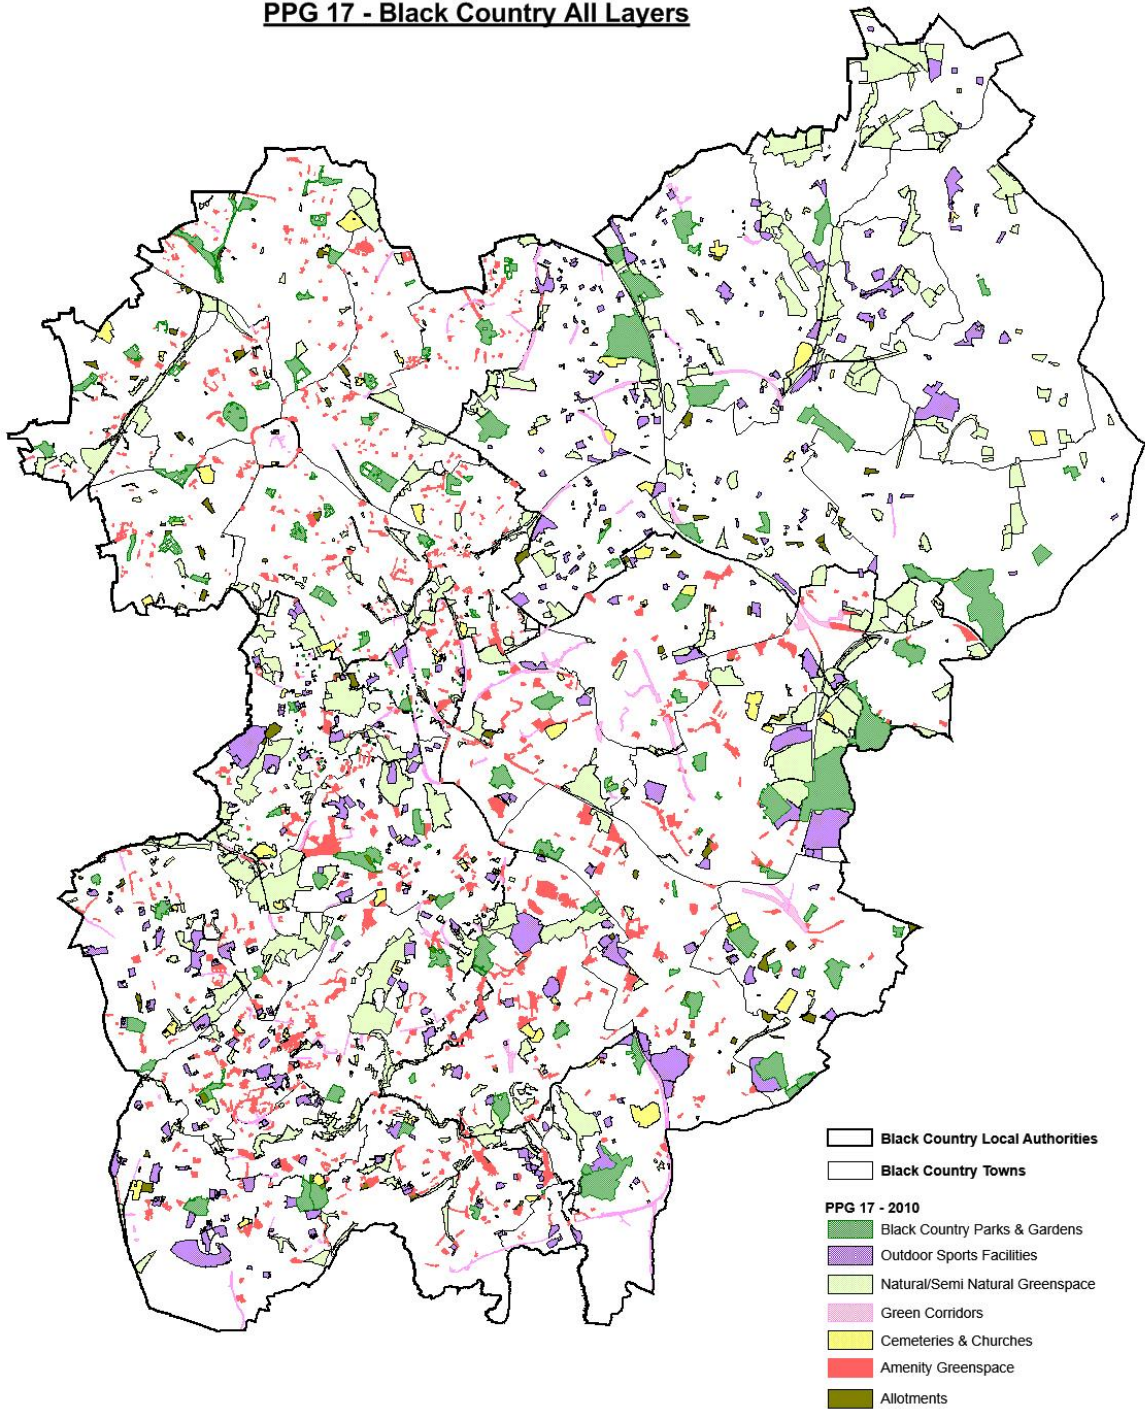 PPG 17 - Black Country All Layers
Black Country Local Authorities
Black Country Towns
PPG 17 - 2010
Black Country Parks & Gardens
Outdoor Sports Facilities
Natural/Semi Natural Greenspace
Green Corridors
Cemeteries & Churches
Amenity Greenspace
Allotments